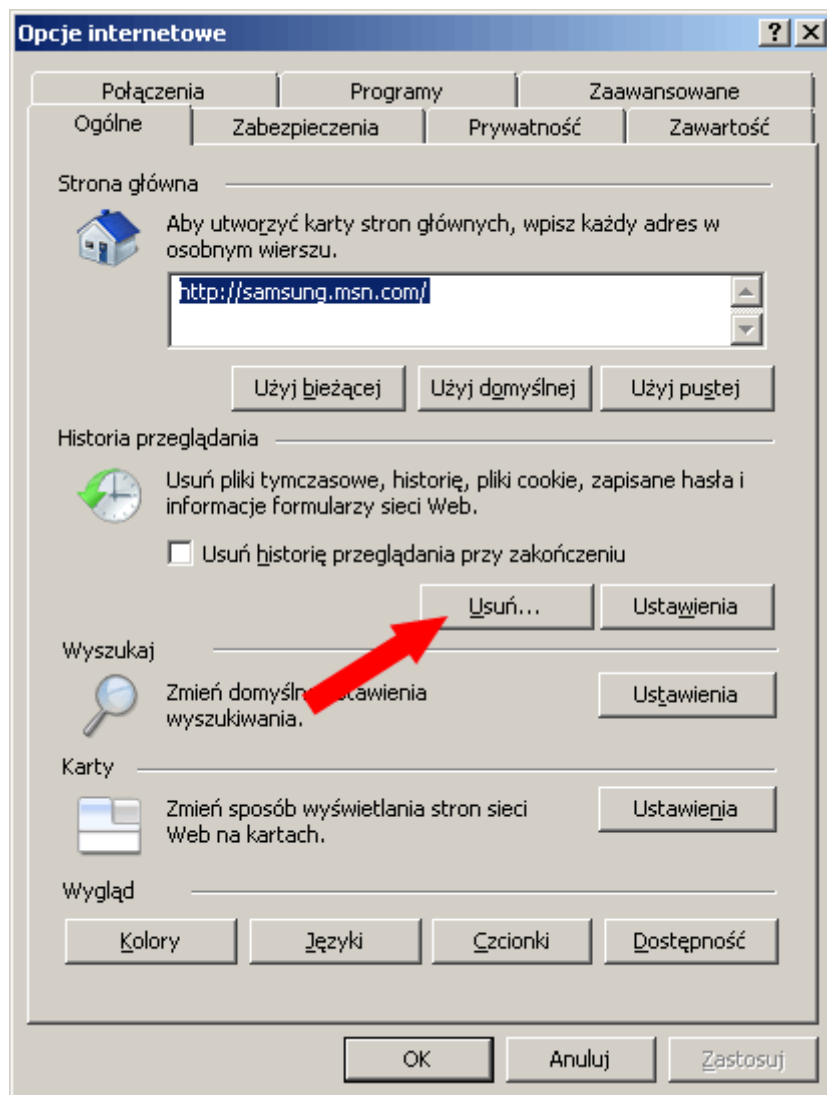 Opcje internetowe
Połączenia Programy Zaawansowane
Ogólne Zabezpieczenia Prywatność Zawartość
Strona główna
Aby utworzyć karty stron głównych, wpisz każdy adres w
osobnym wierszu.
http://samsung.msn.com/
Użyj bieżącej Użyj domyślnej Użyj pustej
Historia przeglądania
Usuń pliki tymczasowe, historię, pliki cookie, zapisane hasła i
informacje formularzy sieci Web.
Usuń historię przeglądania przy zakończeniu
Usuń... Ustawienia
Wyszukaj
Zmień
wyszukiwania.
Ustawienia
Karty
Zmień sposób wyświetlania stron sieci
Web na kartach.
Ustawienia
Wygląd
Kolory Języki Czcionki Dostępność
OK Anuluj Zastosuj